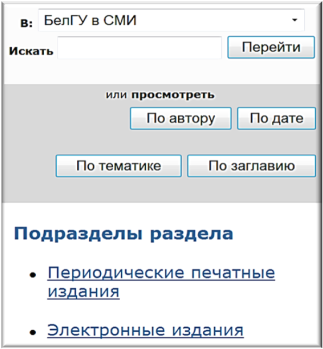 в: БелГУ в СМИ
Искать Перейти
или просмотреть
По автору По дате
По тематике По заглавию
Подразделы раздела
• Периодические печатные
издания
• Электронные издания